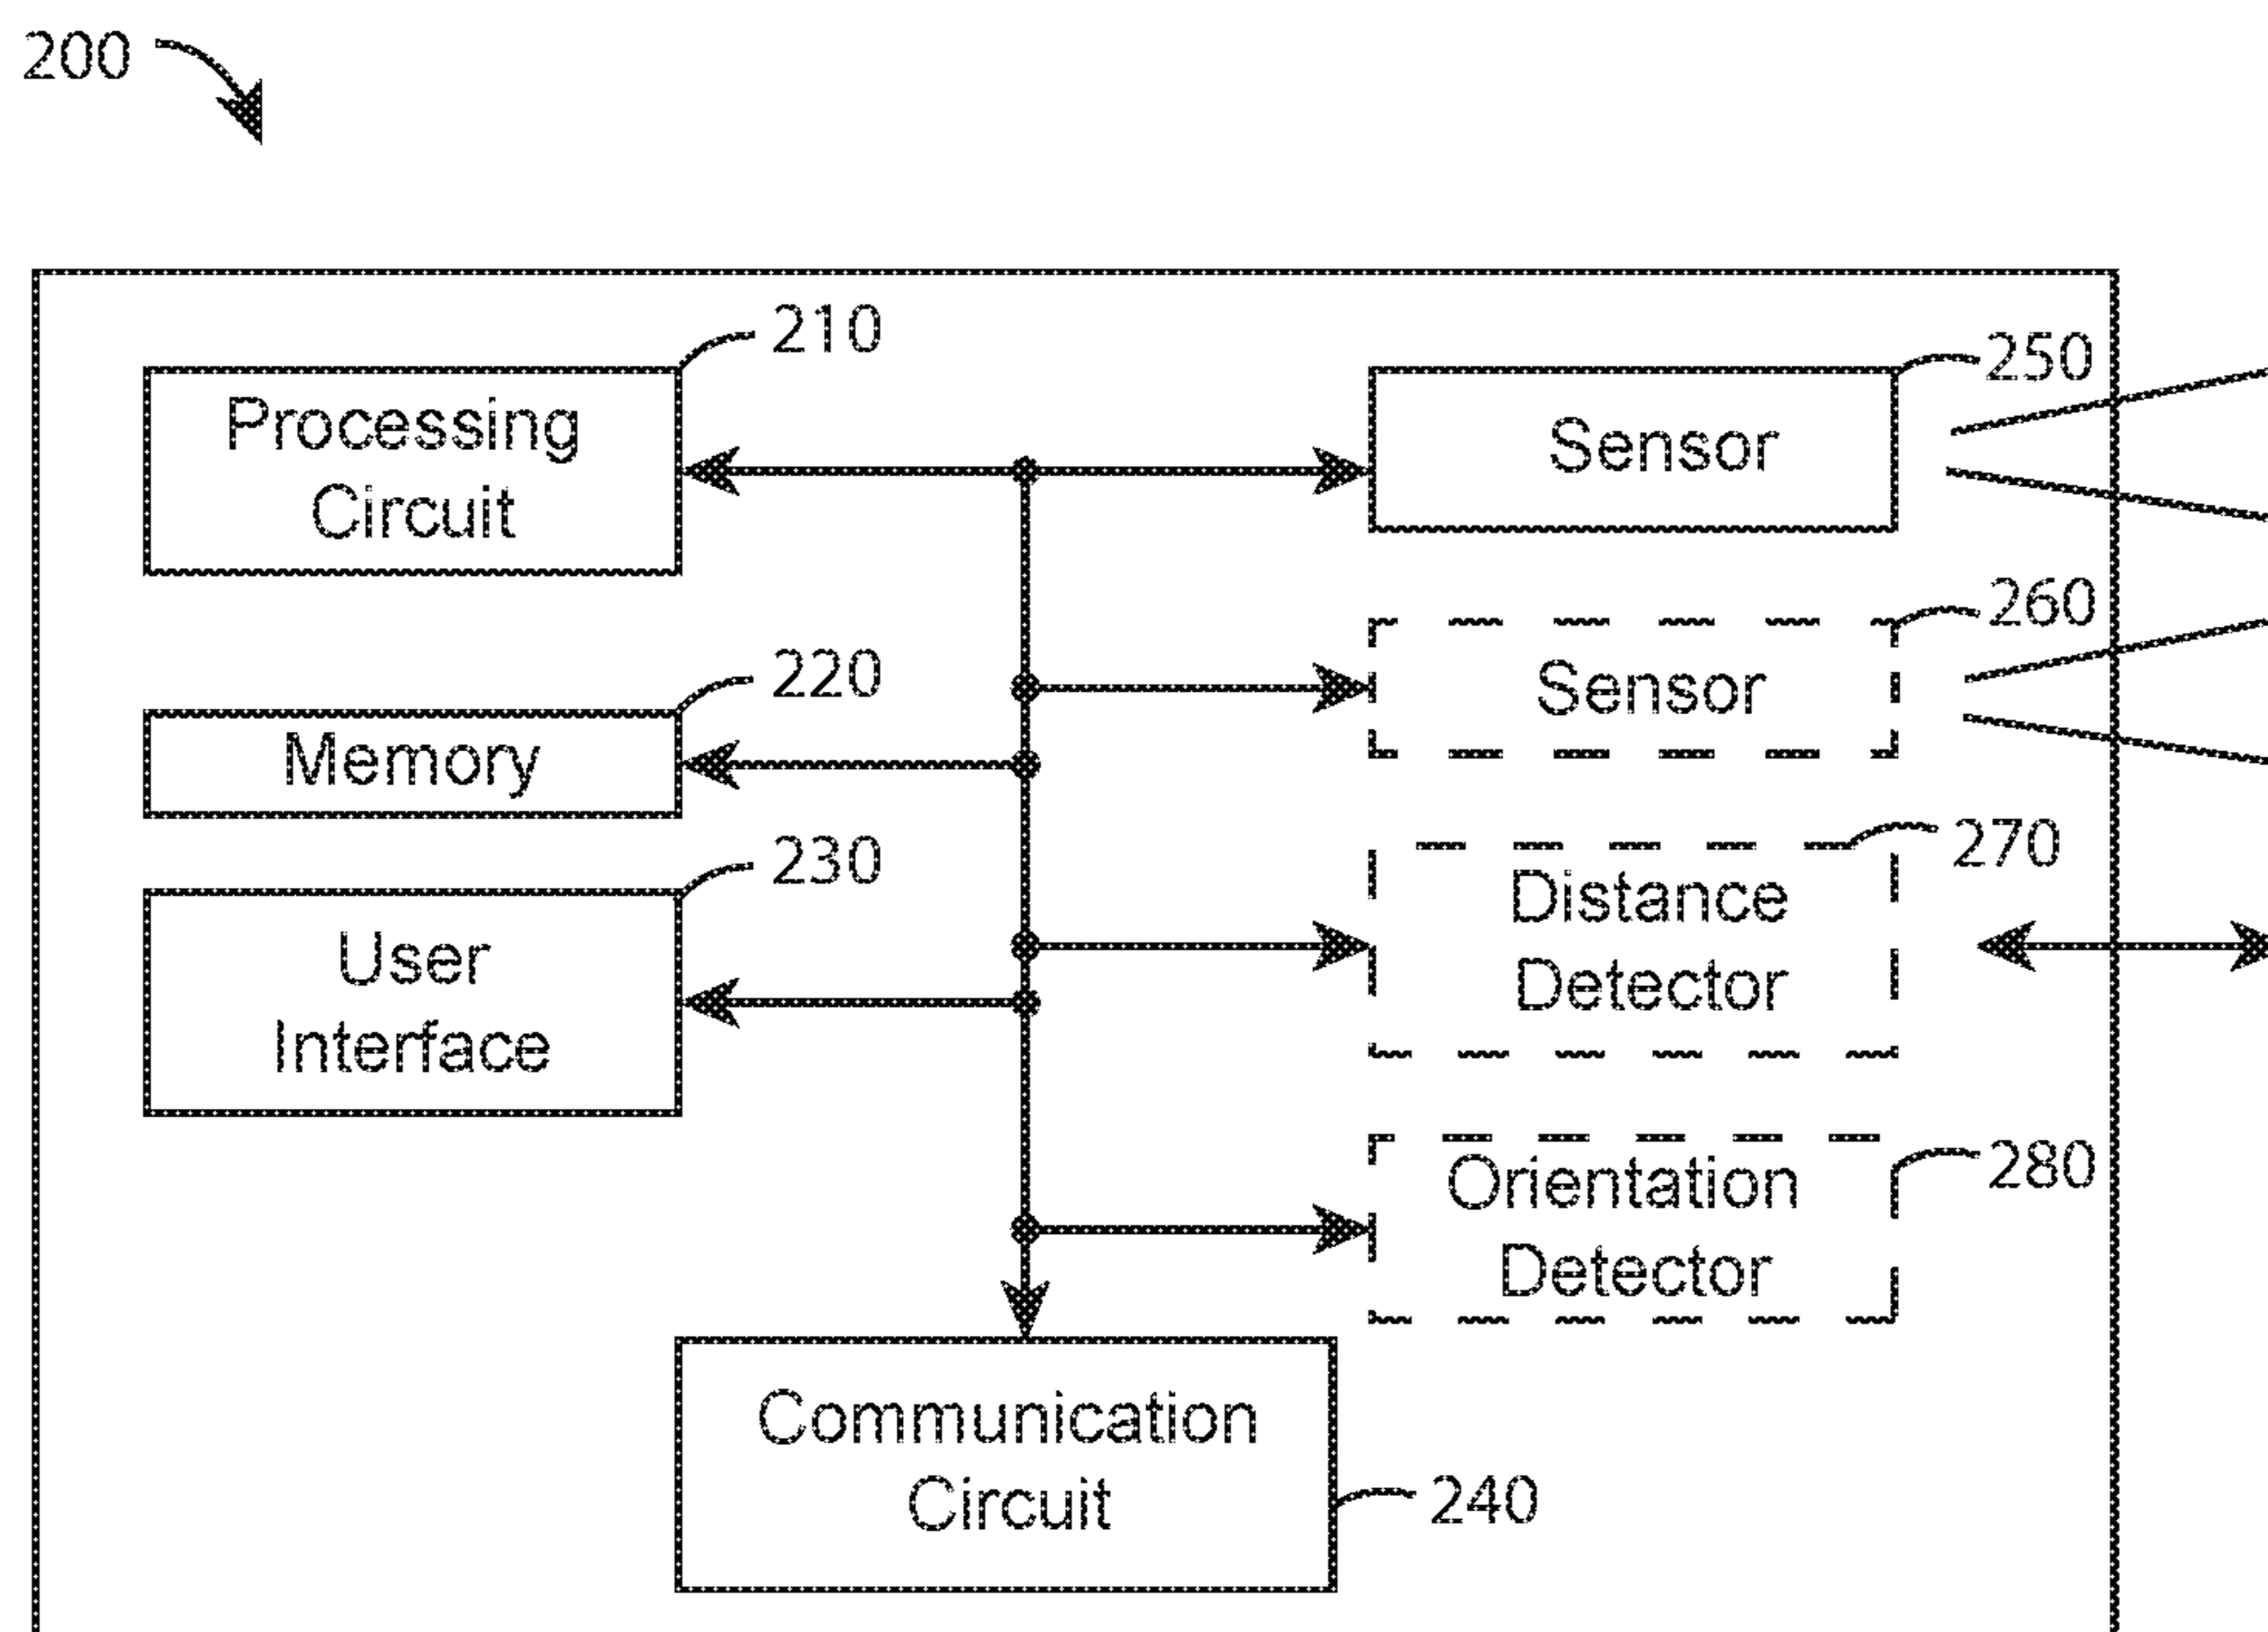 200
210
Processing
Circuit
250
Sensor
260
Sensor
220
Memory
230
User
Interface
270
Distance
Detector
280
Orientation
Detector
Communication
Circuit
240